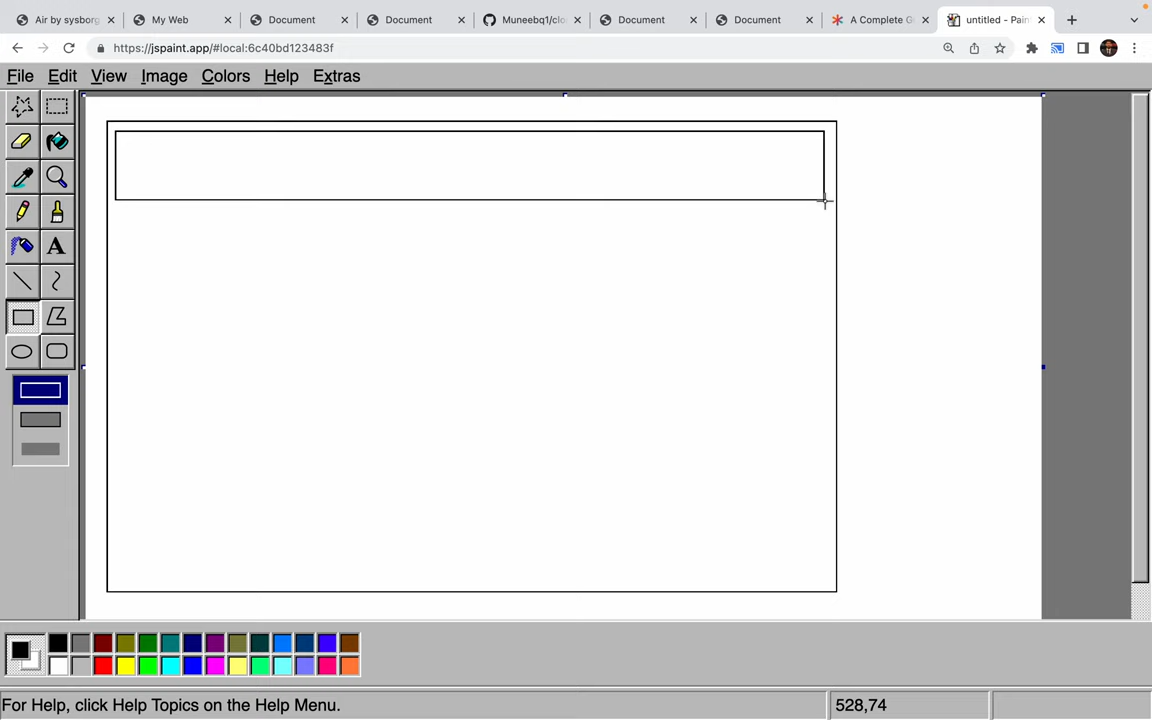 Air by sysborg
My Web
Document
Document
Muneebq1/clo
Document
Document
A Complete G
untitled - Pain
https://jspaint.app/#local:6c40bd123483f
File Edit View Image Colors Help Extras
A
For Help, click Help Topics on the Help Menu.
528,74